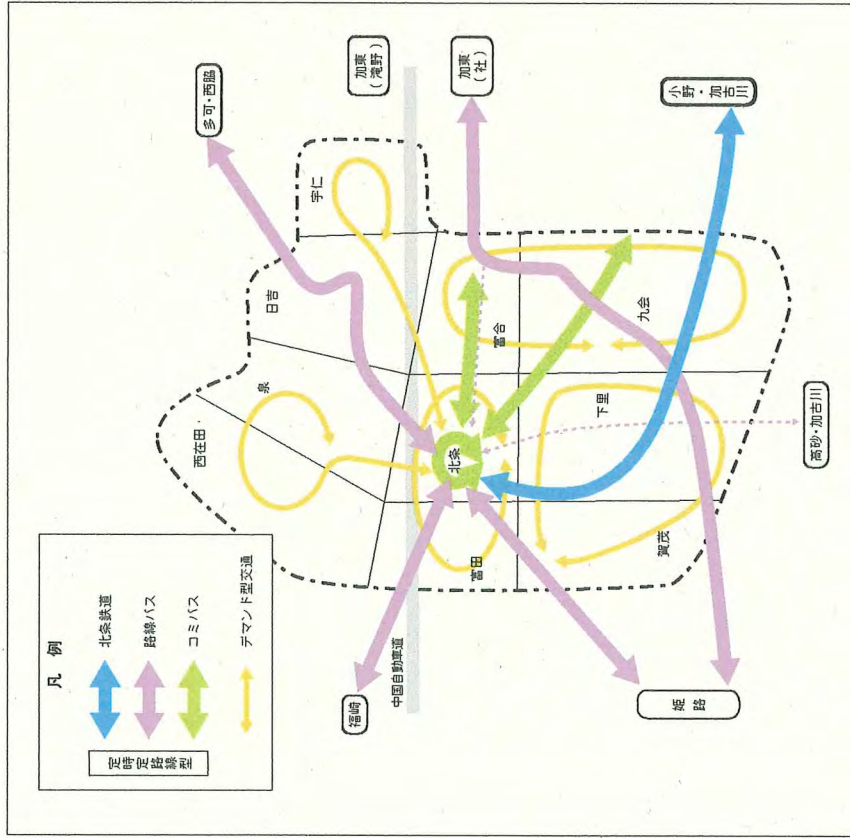 凡例
北条鉄道
路線バス
コミバス
デマンド型交通
定時定路線型
多可・西脇
加東
(滝野)
加東
(社)
小野・加古川
宇仁
日吉
西在田・
泉
富合
九会
北条
下里
富田
賀茂
中国自動車道
福崎
姫路
高砂・加古川